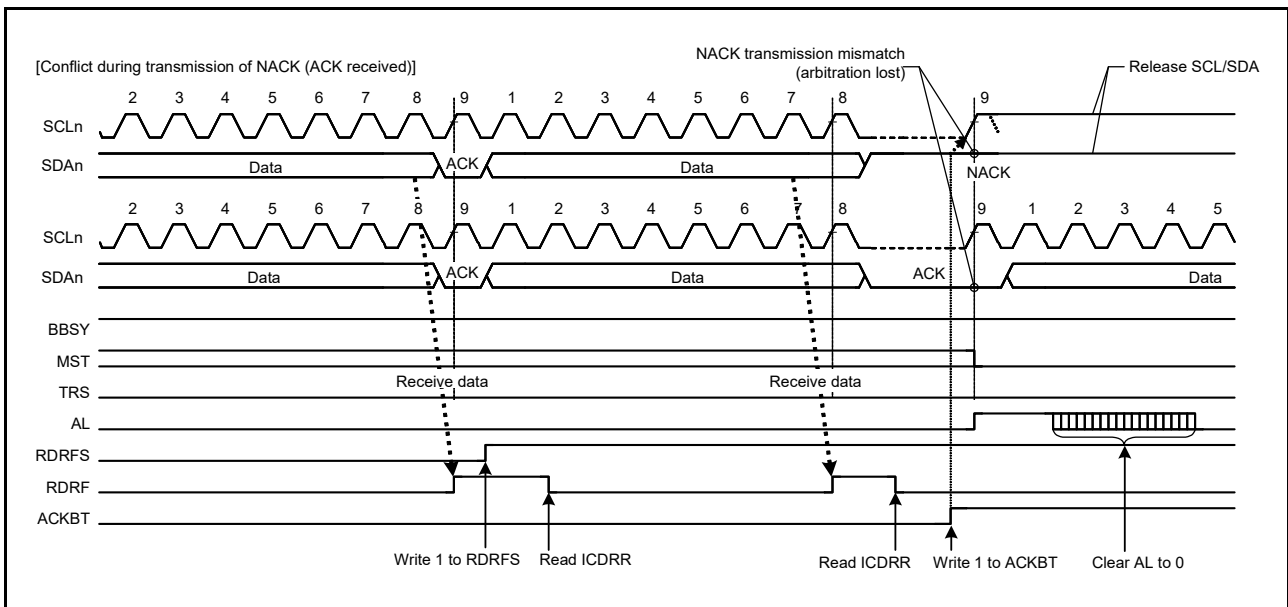 [Conflict during transmission of NACK (ACK received)]
NACK transmission mismatch
(arbitration lost)
Release SCL/SDA
2 3 4 5 6 7 8 9 1 2 3 4 5 6 7 8 9
SCLn
SDAn Data ACK Data NACK
2 3 4 5 6 7 8 9 1 2 3 4 5 6 7 8 9 1 2 3 4 5
SCLn
SDAn Data ACK Data ACK Data
BBSY
MST
Receive data Receive data
TRS
AL
RDRFS
RDRF
ACKBT
Write 1 to RDRFS Read ICDRR Read ICDRR Write 1 to ACKBT Clear AL to 0